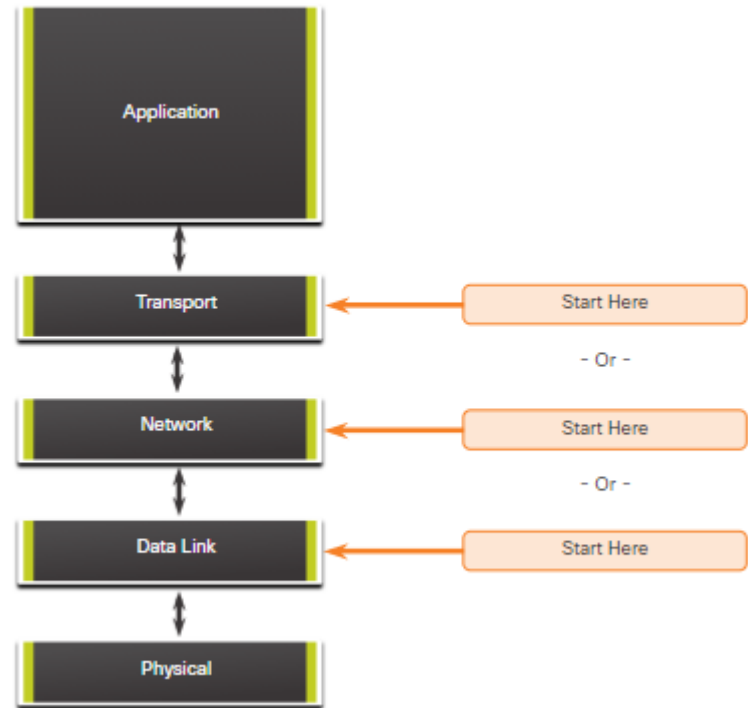 Application
Transport
Start Here
- Or -
Network
Start Here
- Or -
Data Link
Start Here
Physical